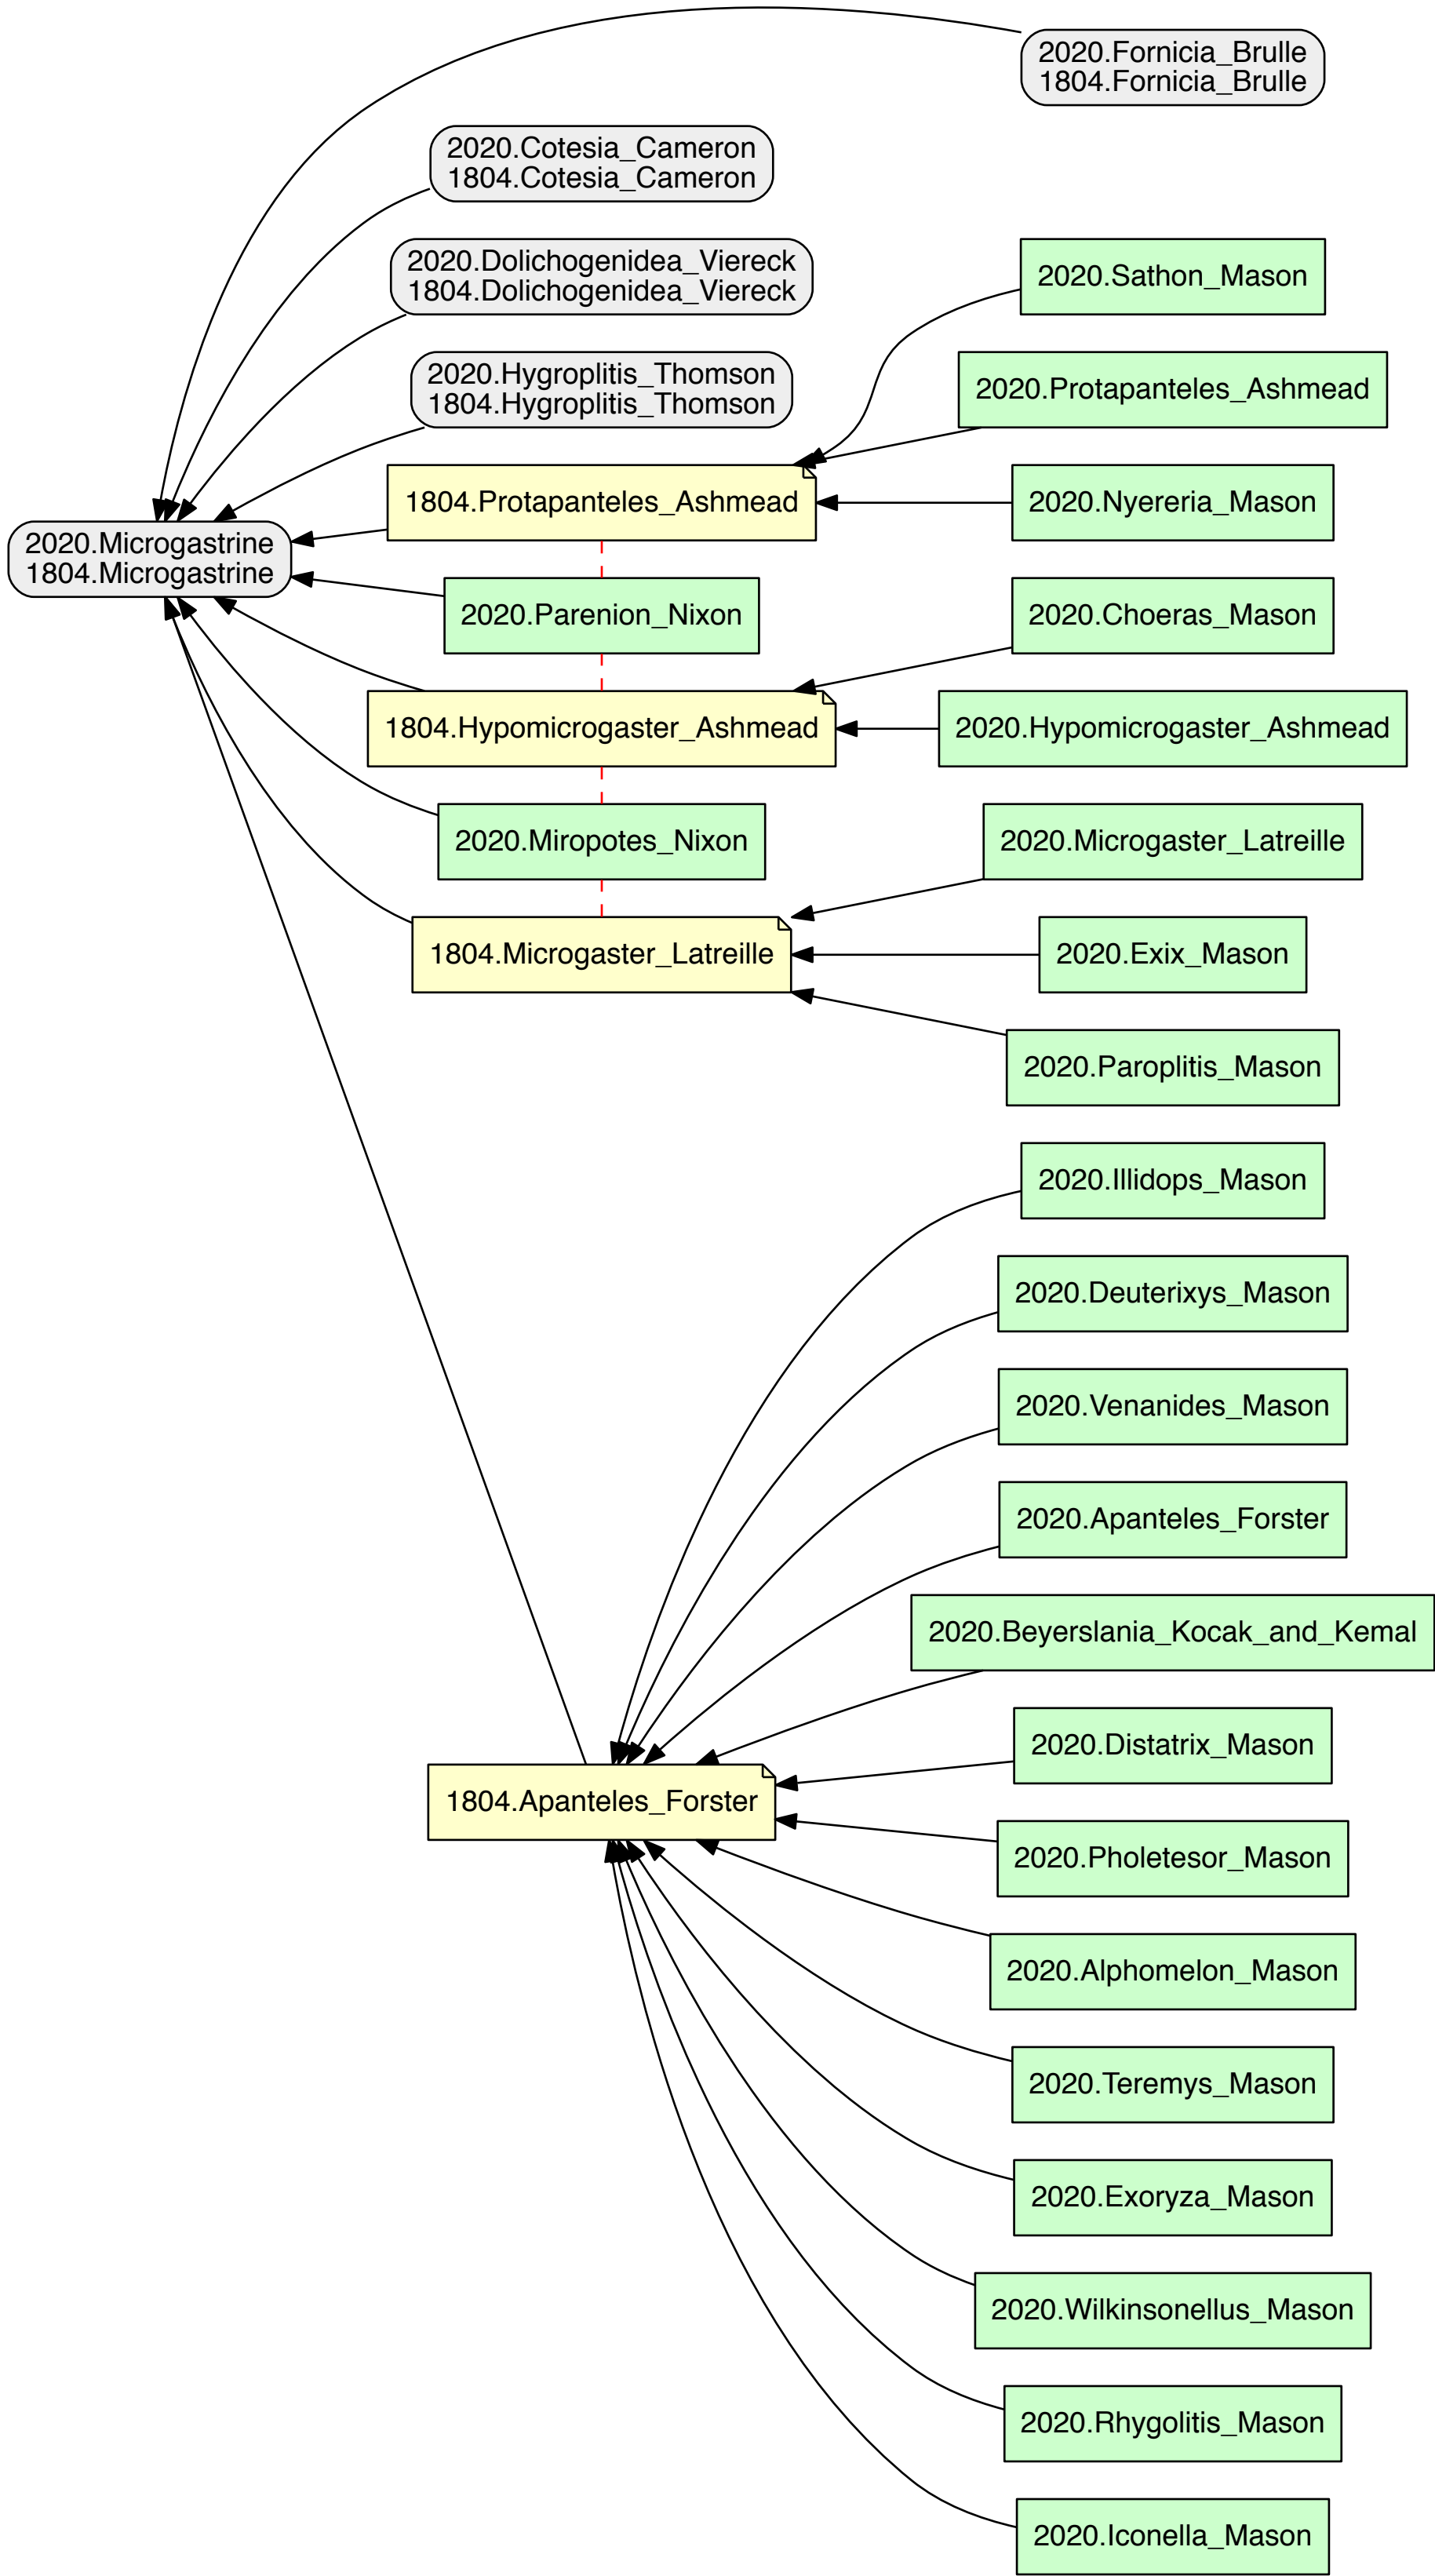 2020.Fornicia_Brulle
1804.Fornicia_Brulle
2020.Cotesia_Cameron
1804.Cotesia_Cameron
2020.Dolichogenidea_Viereck
1804.Dolichogenidea_Viereck
2020.Sathon_Mason
2020.Hygroplitis_Thomson
1804.Hygroplitis_Thomson
2020.Protapanteles_Ashmead
1804.Protapanteles_Ashmead
2020.Nyereria_Mason
2020.Microgastrine
1804.Microgastrine
2020.Parenion_Nixon
2020.Choeras_Mason
1804.Hypomicrogaster_Ashmead
2020.Hypomicrogaster_Ashmead
2020.Miropotes_Nixon
2020.Microgaster_Latreille
1804.Microgaster_Latreille
2020.Exix_Mason
2020.Paroplitis_Mason
2020.Illidops_Mason
2020.Deuterixys_Mason
2020.Venanides_Mason
2020.Apanteles_Forster
2020.Beyerslania_Kocak_and_Kemal
2020.Distatrix_Mason
1804.Apanteles_Forster
2020.Pholetesor_Mason
2020.Alphomelon_Mason
2020.Teremys_Mason
2020.Exoryza_Mason
2020.Wilkinsonellus_Mason
2020.Rhygolitis_Mason
2020.Iconella_Mason